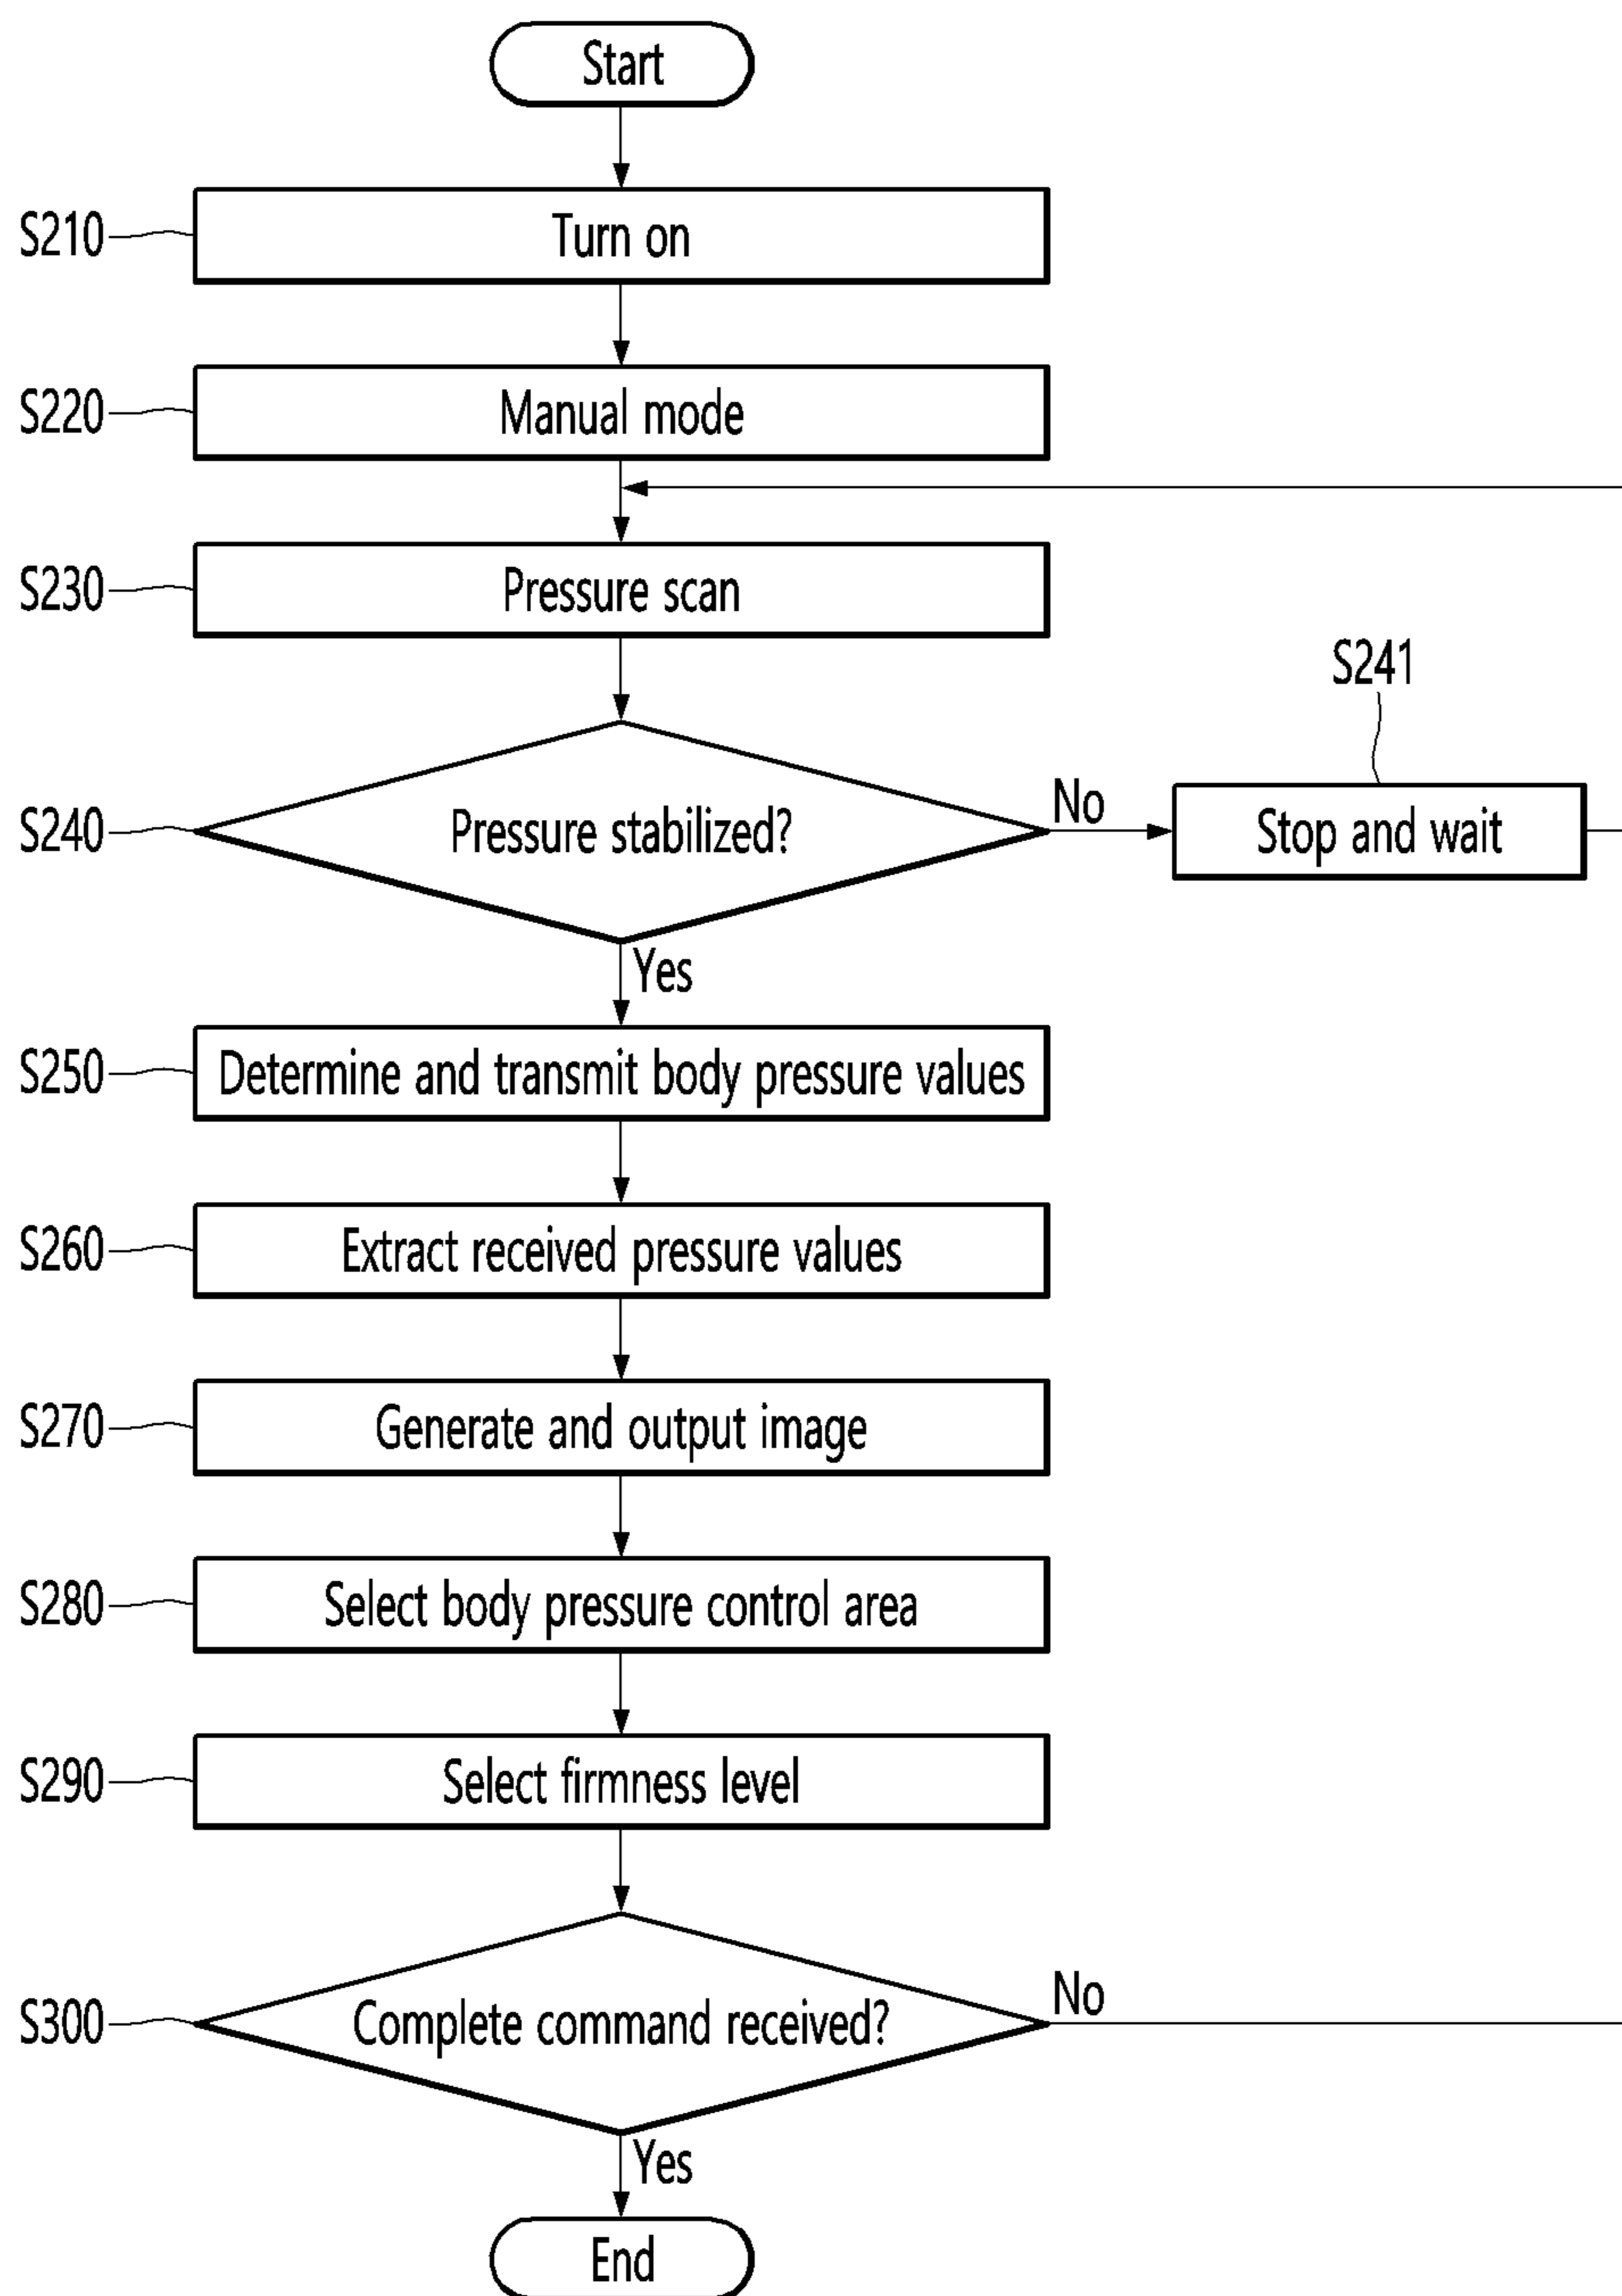 Start
S210
Turn on
S220
Manual mode
S230
Pressure scan
S241
S240
Pressure stabilized?
No
Stop and wait
Yes
S250
Determine and transmit body pressure values
S260
Extract received pressure values
S270
Generate and output image
S280
Select body pressure control area
S290
Select firmness level
S300
Complete command received?
No
Yes
End